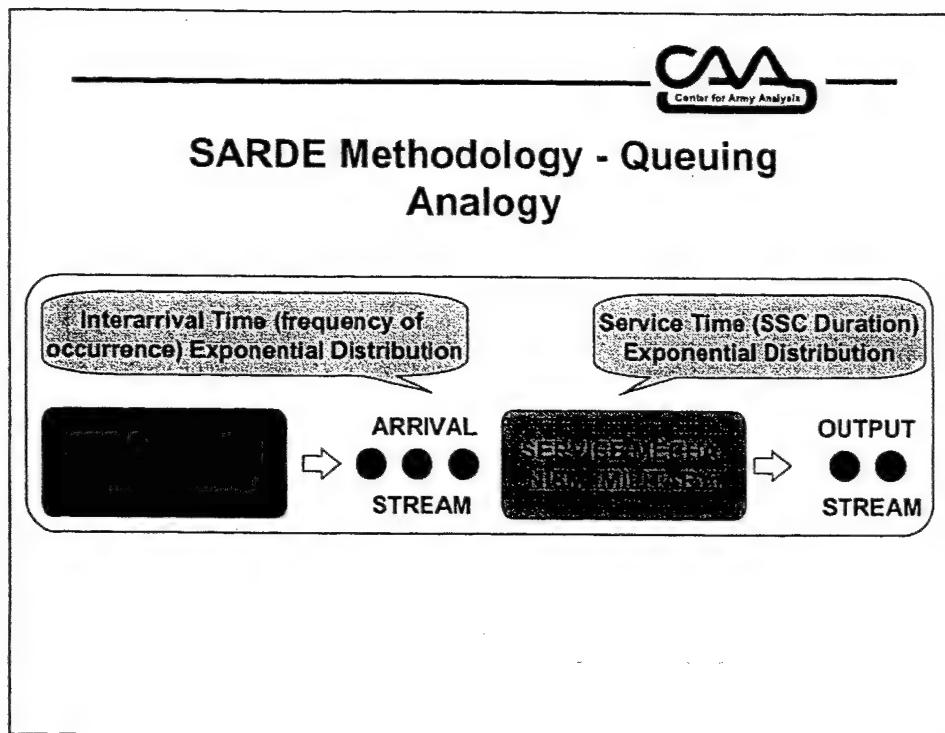 CAA
Center for Army Analysis
SARDE Methodology - Queuing
Analogy
Interarrival Time (frequency of
occurrence) Exponential Distribution
Service Time (SSC Duration)
Exponential Distribution
ARRIVAL
STREAM
OUTPUT
STREAM